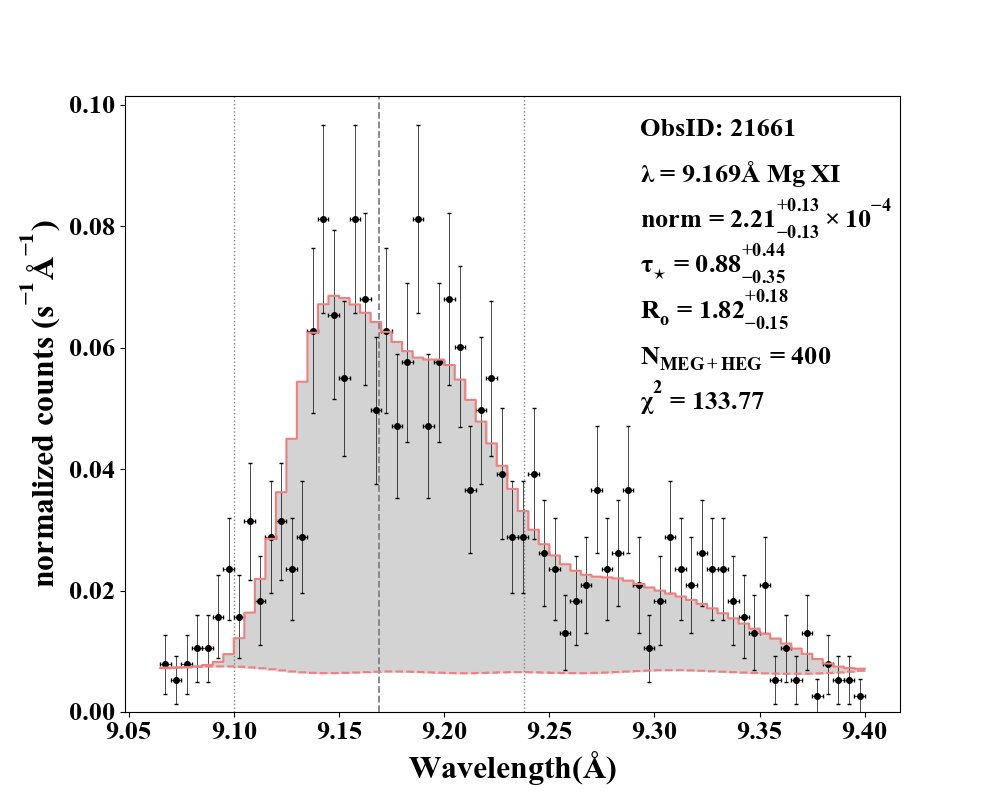 ObsID: 21661
λ = 9.169Å Mg XI
norm = 2.21 +0.13 −0.13 × 10−4
τ⋆ = 0.88 +0.44 −0.35
Ro = 1.82 +0.18 −0.15
NMEG+HEG = 400
χ2 = 133.77
normalized counts (s−1 Å−1)
0.10
0.08
0.06
0.04
0.02
0.00
9.05 9.10 9.15 9.20 9.25 9.30 9.35 9.40
Wavelength(Å)